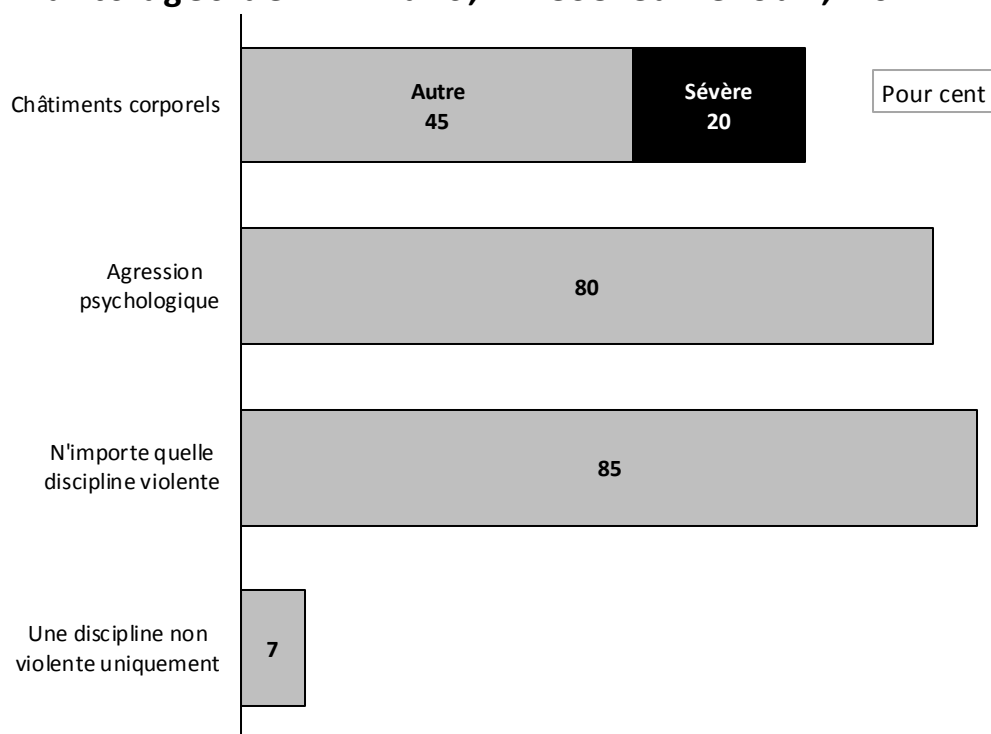 Châtiments corporels
Autre
45
Sévère
20
Pour cent
Agression
psychologique
80
N'importe quelle
discipline violente
85
Une discipline non
violente uniquement
7